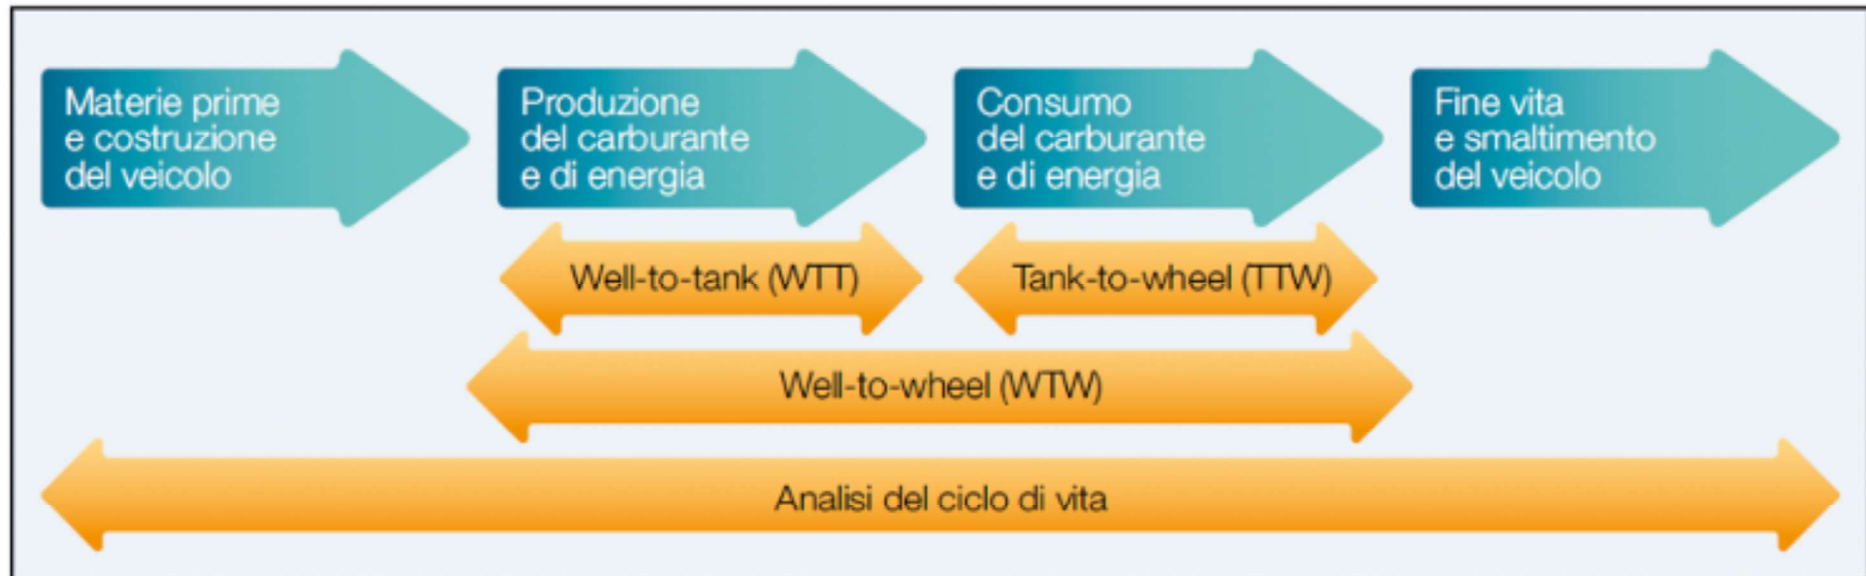 Materie prime
e costruzione
del veicolo
Produzione
del carburante
e di energia
Consumo
del carburante
e di energia
Fine vita
e smaltimento
del veicolo
Well-to-tank (WTT)
Tank-to-wheel (TTW)
Well-to-wheel (WTW)
Analisi del ciclo di vita